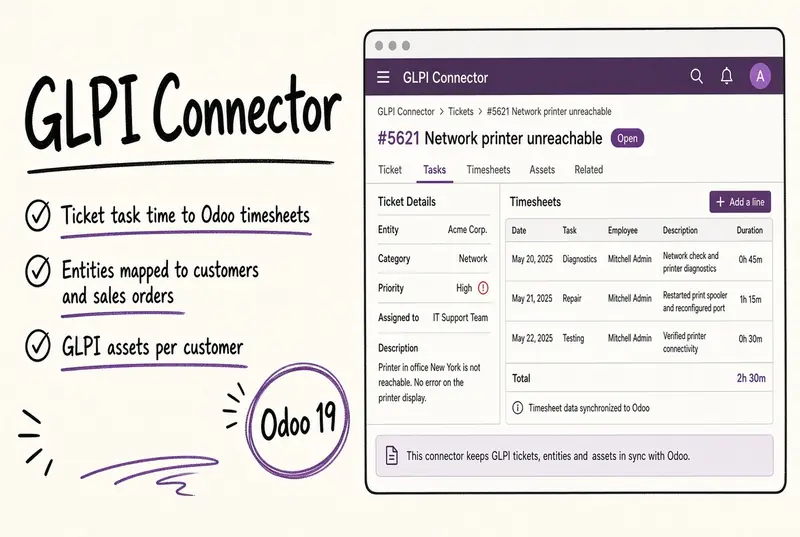 GLPI Connector
Ticket task time to Odoo timesheets
Entities mapped to customers
and sales orders
GLPI assets per customer
Odoo 19
GLPI Connector
A
GLPI Connector > Tickets > #5621 Network printer unreachable
#5621 Network printer unreachable
Open
Ticket Tasks Timesheets Assets Related
Ticket Details
Entity Acme Corp.
Category Network
Priority High
Assigned to IT Support Team
Description
Printer in office New York is not
reachable. No error on the
printer display.
Timesheets
+ Add a line
Date Task Employee Description Duration
May 20, 2025 Diagnostics Mitchell Admin Network check and printer diagnostics 0h 45m
May 21, 2025 Repair Mitchell Admin Restarted print spooler and reconfigured port 1h 15m
May 22, 2025 Testing Mitchell Admin Verified printer connectivity 0h 30m
Total 2h 30m
Timesheet data synchronized to Odoo
This connector keeps GLPI tickets, entities and assets in sync with Odoo.